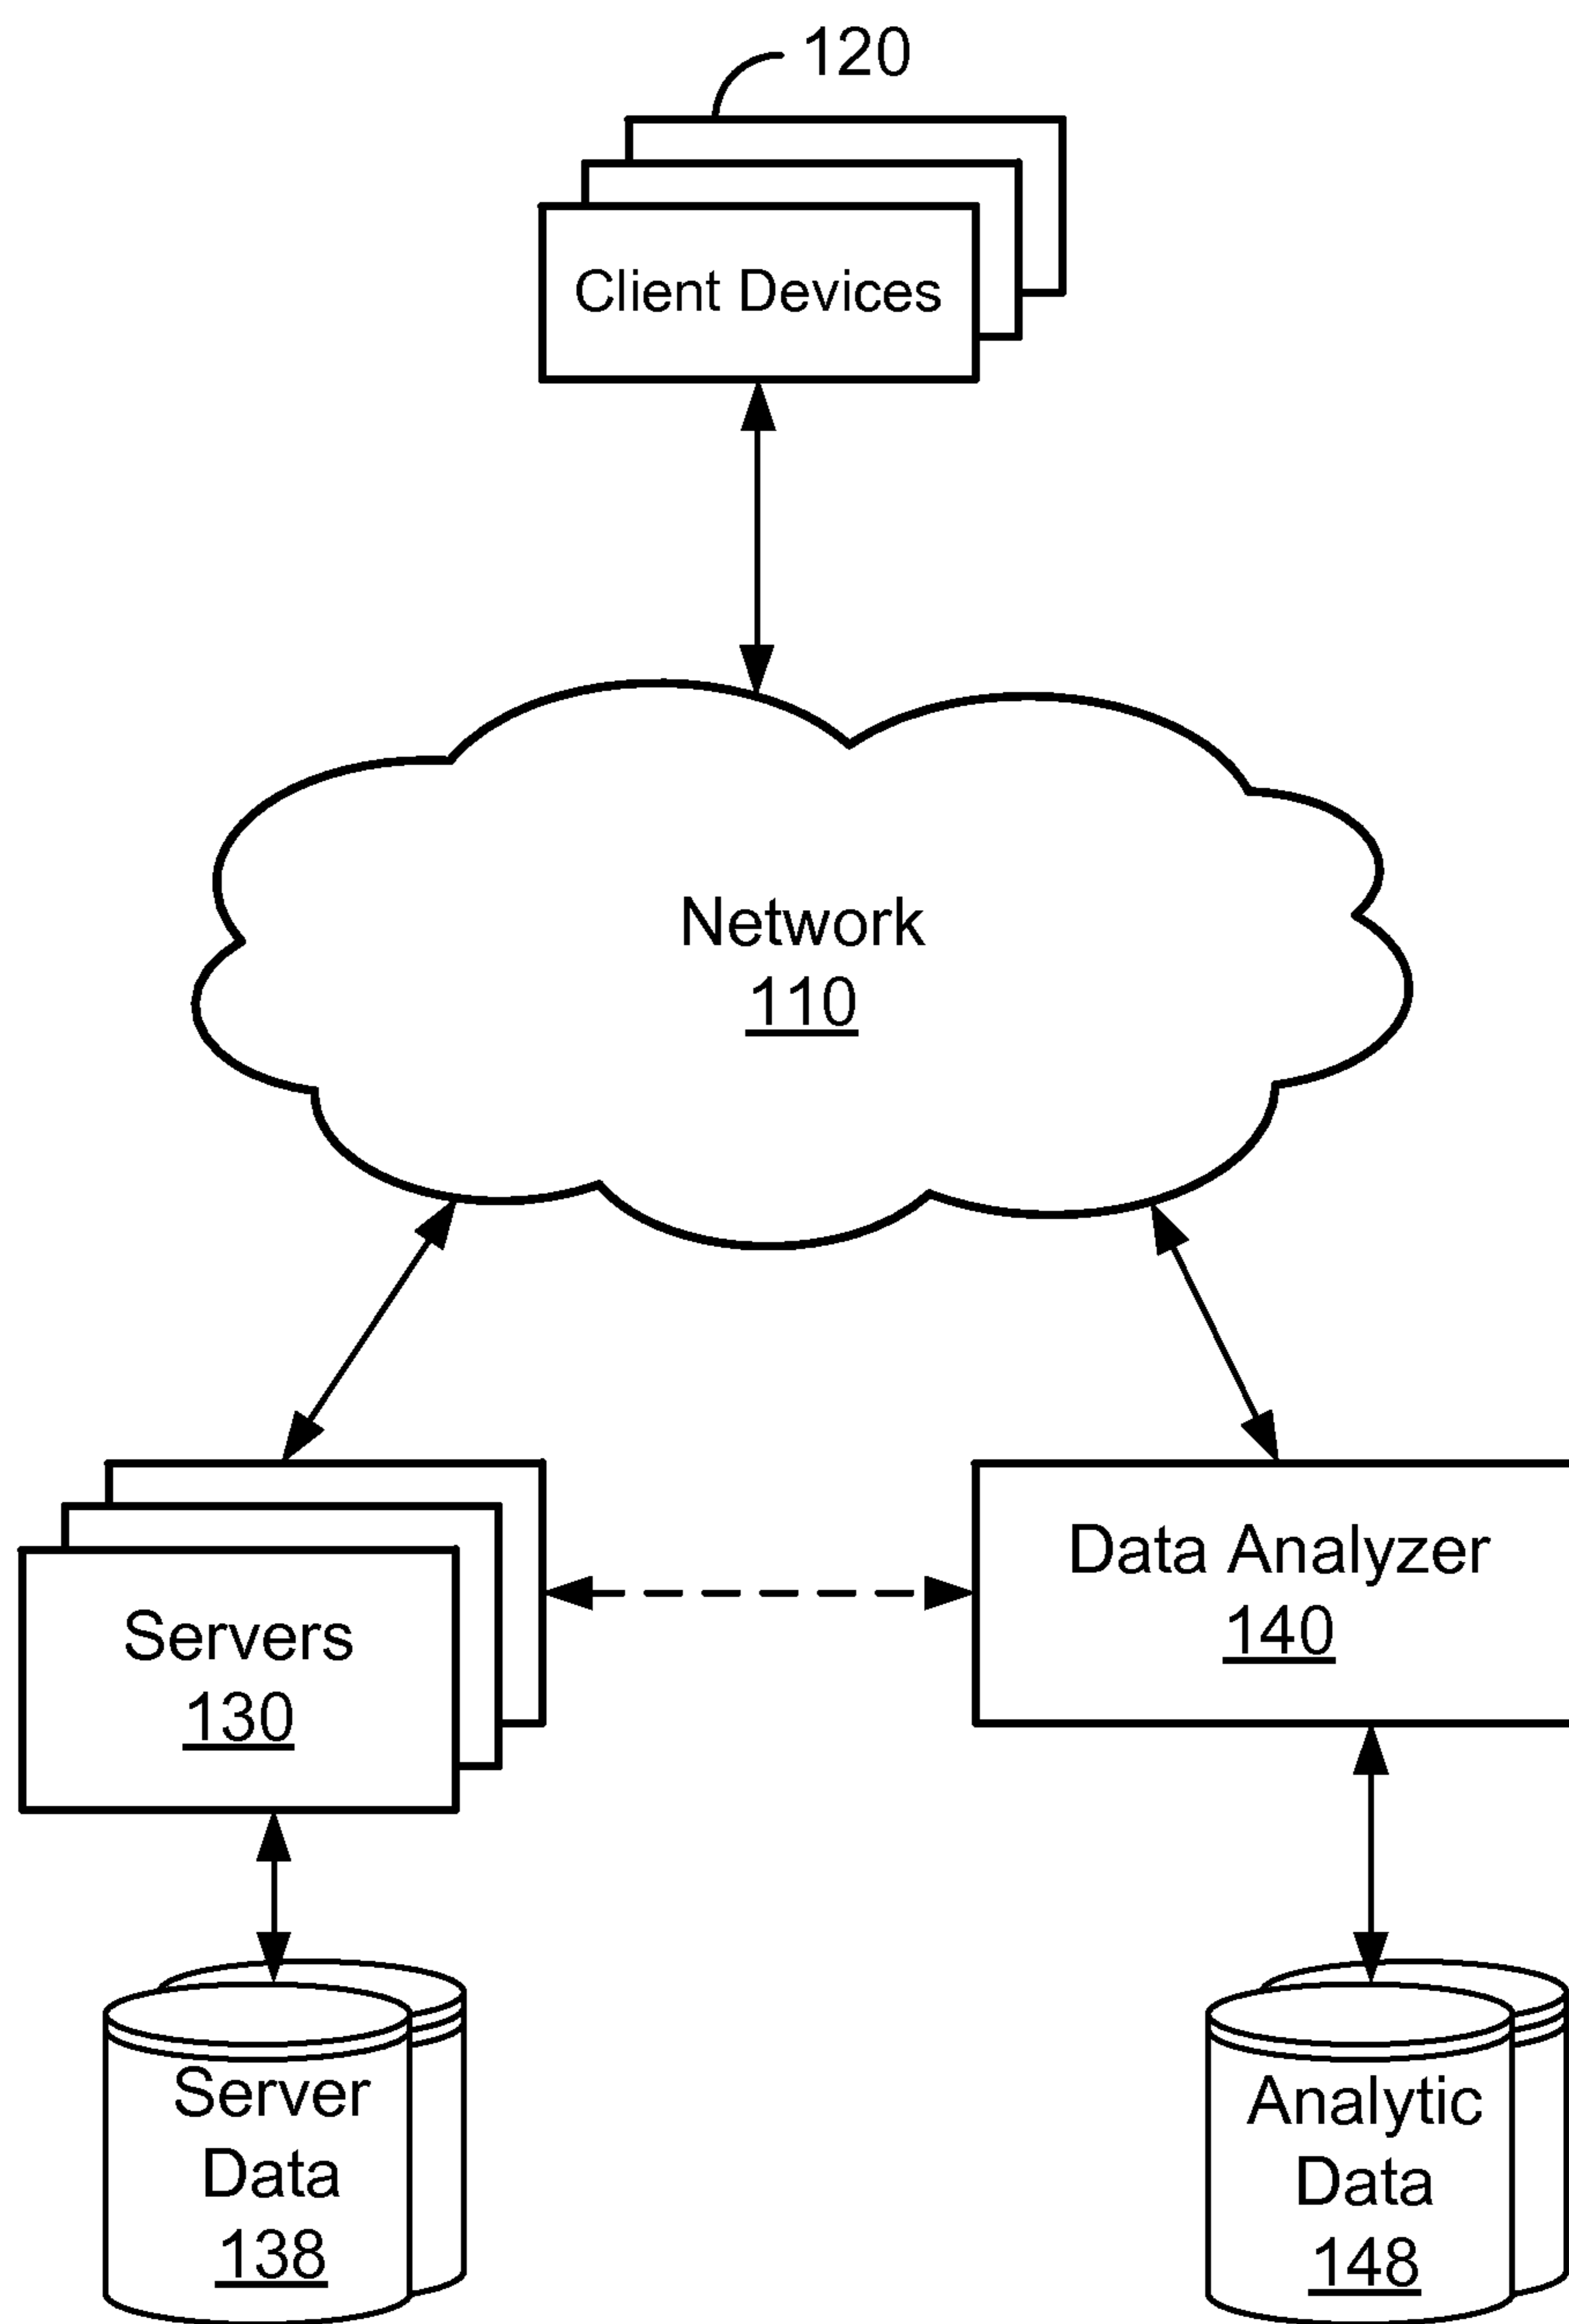 120
Client Devices
Network
110
Data Analyzer
140
Servers
130
Server
Data
138
Analytic
Data
148